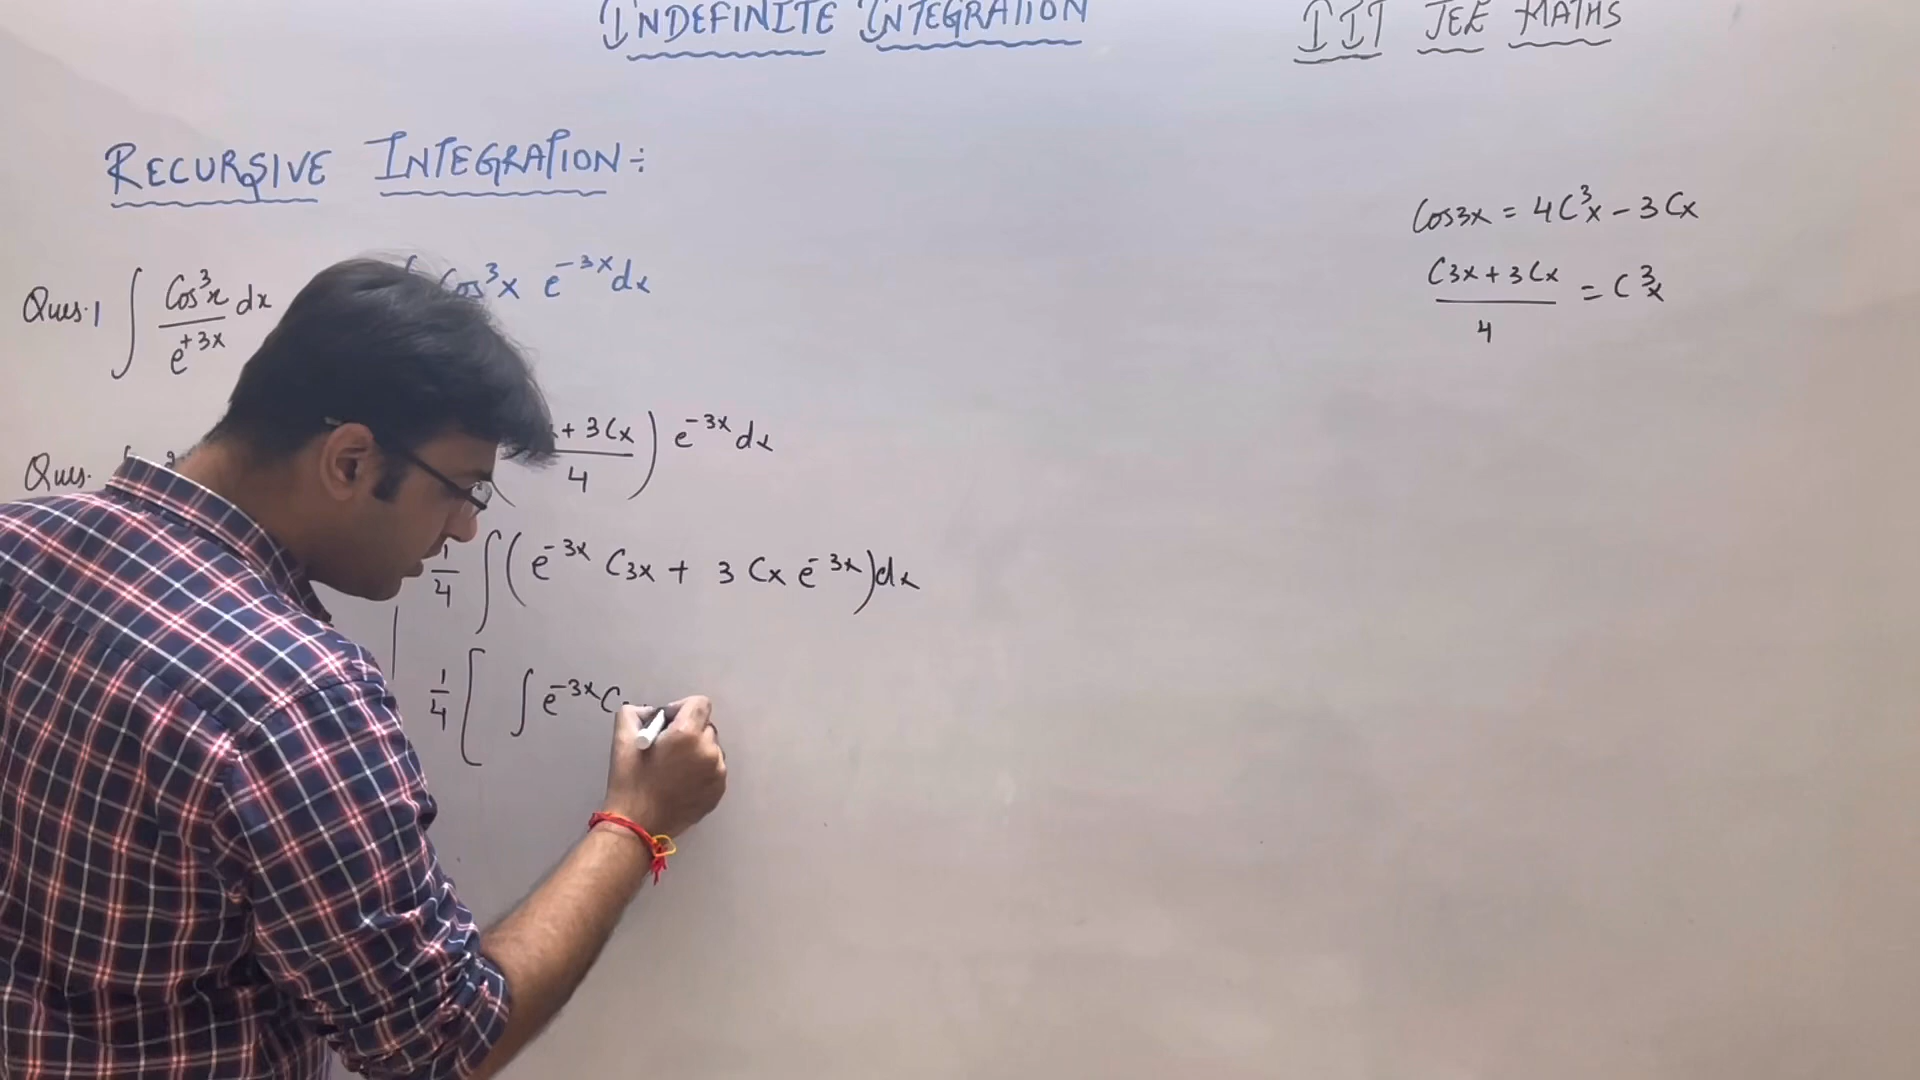 INDEFINITE INTEGRATION
IIT JEE MATHS
RECURSIVE INTEGRATION:
Ques.1 ∫ Cos³x/e⁺³ˣ dx
∫ Cos³x e⁻³ˣ dx
Ques.
+ 3Cx / 4 ) e⁻³ˣ dx
1/4 ∫ ( e⁻³ˣ C3x + 3 Cx e⁻³ˣ ) dx
1/4 [ ∫ e⁻³ˣ C
Cos3x = 4C³x - 3Cx
C3x + 3Cx / 4 = C³x